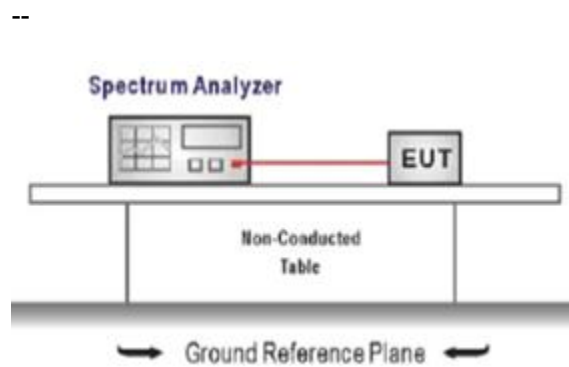 --
Spectrum Analyzer
EUT
Non-Conducted
Table
Ground Reference Plane